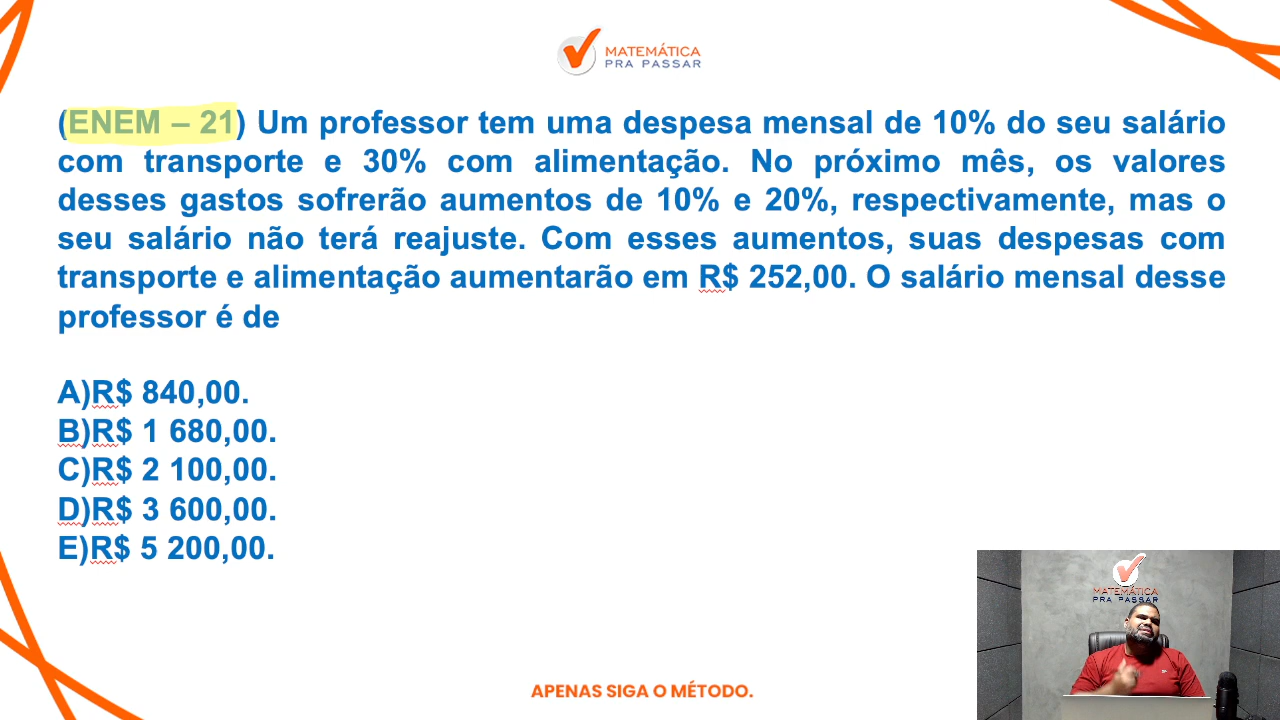 MATEMÁTICA
PRA PASSAR
(ENEM – 21) Um professor tem uma despesa mensal de 10% do seu salário
com transporte e 30% com alimentação. No próximo mês, os valores
desses gastos sofrerão aumentos de 10% e 20%, respectivamente, mas o
seu salário não terá reajuste. Com esses aumentos, suas despesas com
transporte e alimentação aumentarão em R$ 252,00. O salário mensal desse
professor é de
A)R$ 840,00.
B)R$ 1 680,00.
C)R$ 2 100,00.
D)R$ 3 600,00.
E)R$ 5 200,00.
MATEMÁTICA
PRA PASSAR
APENAS SIGA O MÉTODO.